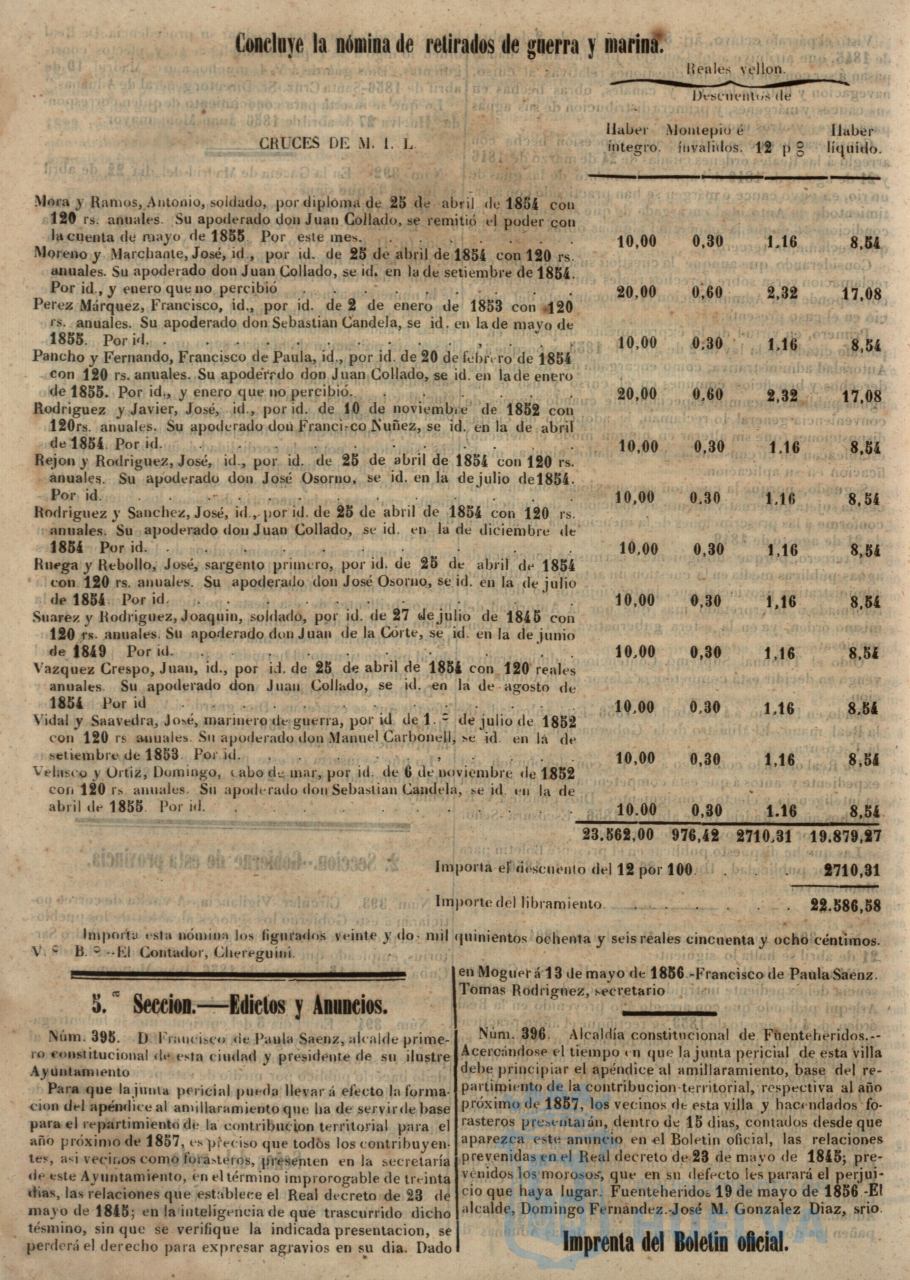 Concluye la nómina de retirados de guerra y marina.
Reales vellon.
Descuentos de
Haber Montepio é Haber
íntegro. inválidos. 12 p% líquido.
CRUCES DE M. I. L
Mora y Ramos, Antonio, soldado, por diploma de 25 de abril de 1854 con
120 rs. anuales. Su apoderado don Juan Collado, se remitió el poder con
la cuenta de mayo de 1855 Por este mes. 10,00 0,30 1.16 8,54
Moreno y Marchante, José, id., por id. de 25 de abril de 1854 con 120 rs.
anuales. Su apoderado don Juan Collado, se id. en la de setiembre de 1854.
Por id., y enero que no percibió 20,00 0,60 2,32 17,08
Perez Márquez, Francisco, id., por id. de 2 de enero de 1853 con 120
rs. anuales. Su apoderado don Sebastian Candela, se id. en la de mayo de
1855. Por id. 10,00 0,30 1.16 8,54
Pancho y Fernando, Francisco de Paula, id., por id. de 20 de febrero de 1854
con 120 rs. anuales. Su apoderrdo don Juan Collado, se id. en la de enero
de 1855. Por id., y enero que no percibió. 20,00 0,60 2,32 17,08
Rodriguez y Javier, José, id., por id. de 10 de noviembre de 1852 con
120rs. anuales. Su apoderado don Francisco Nuñez, se id. en la de abril
de 1854. Por id. 10,00 0,30 1.16 8,54
Rejon y Rodriguez, José, id., por id. de 25 de abril de 1854 con 120 rs.
anuales. Su apoderado don José Osorno, se id. en la de julio de1854.
Por id. 10,00 0.30 1.16 8,54
Rodriguez y Sanchez, José, id., por id. de 25 de abril de 1854 con 120 rs.
anuales. Su apoderado don Juan Collado, se id. en la de diciembre de
1854 Por id. 10,00 0,30 1,16 8,54
Ruega y Rebollo, José, sargento primero, por id. de 25 de abril de 1854
con 120 rs. anuales. Su apoderado don José Osorno, se id. en la de julio
de 1854 Por id. 10,00 0,30 1,16 8,54
Suarez y Rodriguez, Joaquin, soldado, por id. de 27 de julio de 1845 con
120 rs. anuales. Su apoderado don Juan de la Corte, se id. en la de junio
de 1849 Por id. 10,00 0,30 1,16 8,54
Vazquez Crespo, Juan, id., por id. de 25 de abril de 1854 con 120 reales
anuales. Su apoderado don Juan Collado, se id. en la de agosto de
1854 Por id 10,00 0.30 1.16 8,54
Vidal y Saavedra, José, marinero de guerra, por id de 1.º de julio de 1852
con 120 rs anuales. Su apoderado don Manuel Carbonell, se id. en la de
setiembre de 1853 Por id. 10,00 0,30 1,16 8,54
Velasco y Ortiz, Domingo, cabo de mar, por id. de 6 de noviembre de 1852
con 120 rs anuales. Su apoderado don Sebastian Candela, se id. en la de
abril de 1855 Por id. 10.00 0,30 1.16 8,54
23.562,00 976,42 2710,31 19.879,27
Importa el descuento del 12 por 100. 2710,31
Importe del libramiento 22.586,58
Importa esta nómina los figurados veinte y dos mil quinientos ochenta y seis reales cincuenta y ocho céntimos.
V.º B.º--El Contador, Chereguini.
5.ª Seccion.—Edictos y Anuncios.
Núm. 395. D Francisco de Paula Saenz, alcalde prime-
ro constitucional de esta ciudad y presidente de su ilustre
Ayuntamiento
Para que la junta pericial pueda llevar á efecto la forma-
cion del apéndice al amillaramiento que ha de servir de base
para el repartimiento de la contribucion territorial para el
año próximo de 1857, es preciso que todos los contribuyen-
tes, asi vecinos como forasteros, presenten en la secretaría
de este Ayuntamiento, en el término improrogable de treinta
dias, las relaciones que establece el Real decreto de 23 de
mayo de 1845; en la inteligencia de que trascurrido dicho
término, sin que se verifique la indicada presentacion, se
perderá el derecho para expresar agravios en su dia. Dado
en Moguer á 13 de mayo de 1856 -Francisco de Paula Saenz.
Tomas Rodriguez, secretario
Núm. 396. Alcaldía constitucional de Fuenteheridos.--
Acercándose el tiempo en que la junta pericial de esta villa
debe principiar el apéndice al amillaramiento, base del re-
partimiento de la contribucion territorial, respectiva al año
próximo de 1857, los vecinos de esta villa y hacendados fo-
rasteros presentarán, dentro de 15 dias, contados desde que
aparezca este anuncio en el Boletin oficial, las relaciones
prevenidas en el Real decreto de 23 de mayo de 1845; pre-
venidos los morosos, que en su defecto les parará el perjui-
cio que haya lugar. Fuenteheridos 19 de mayo de 1856 -El
alcalde, Domingo Fernandez.-José M. Gonzalez Diaz, srio.
HUELVA
Imprenta del Boletin oficial.